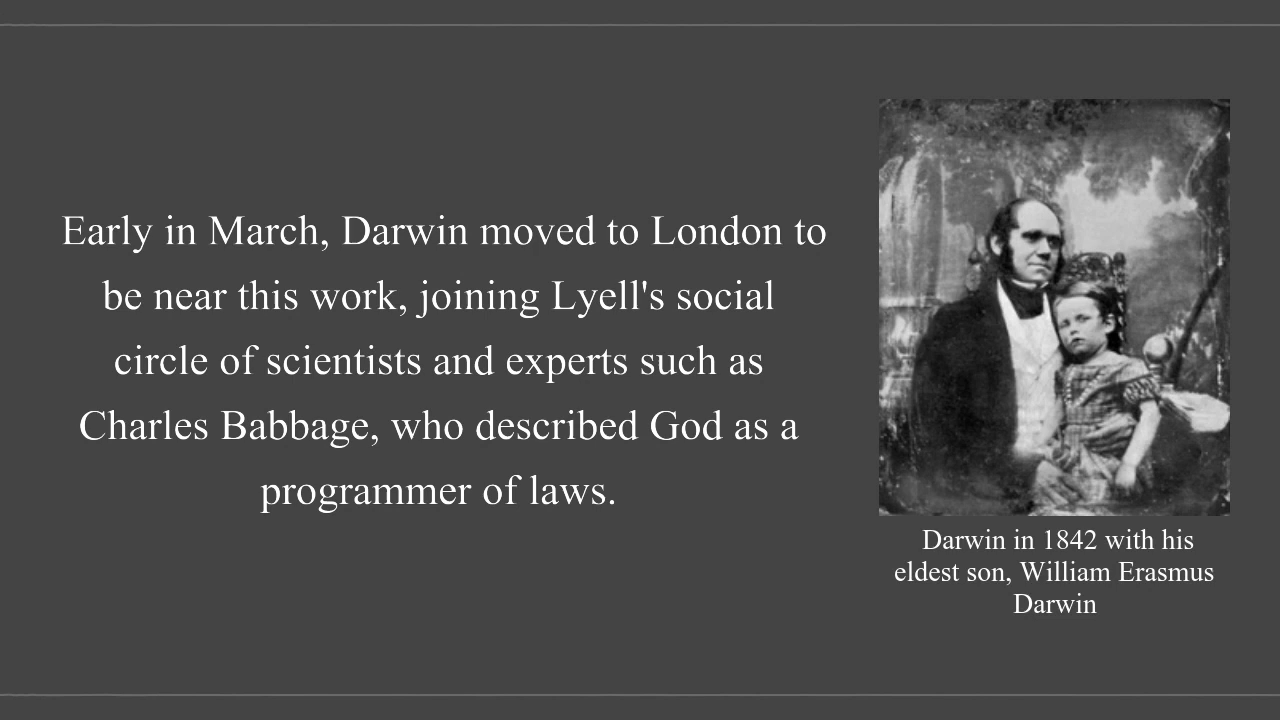 Early in March, Darwin moved to London to
be near this work, joining Lyell's social
circle of scientists and experts such as
Charles Babbage, who described God as a
programmer of laws.
Darwin in 1842 with his
eldest son, William Erasmus
Darwin